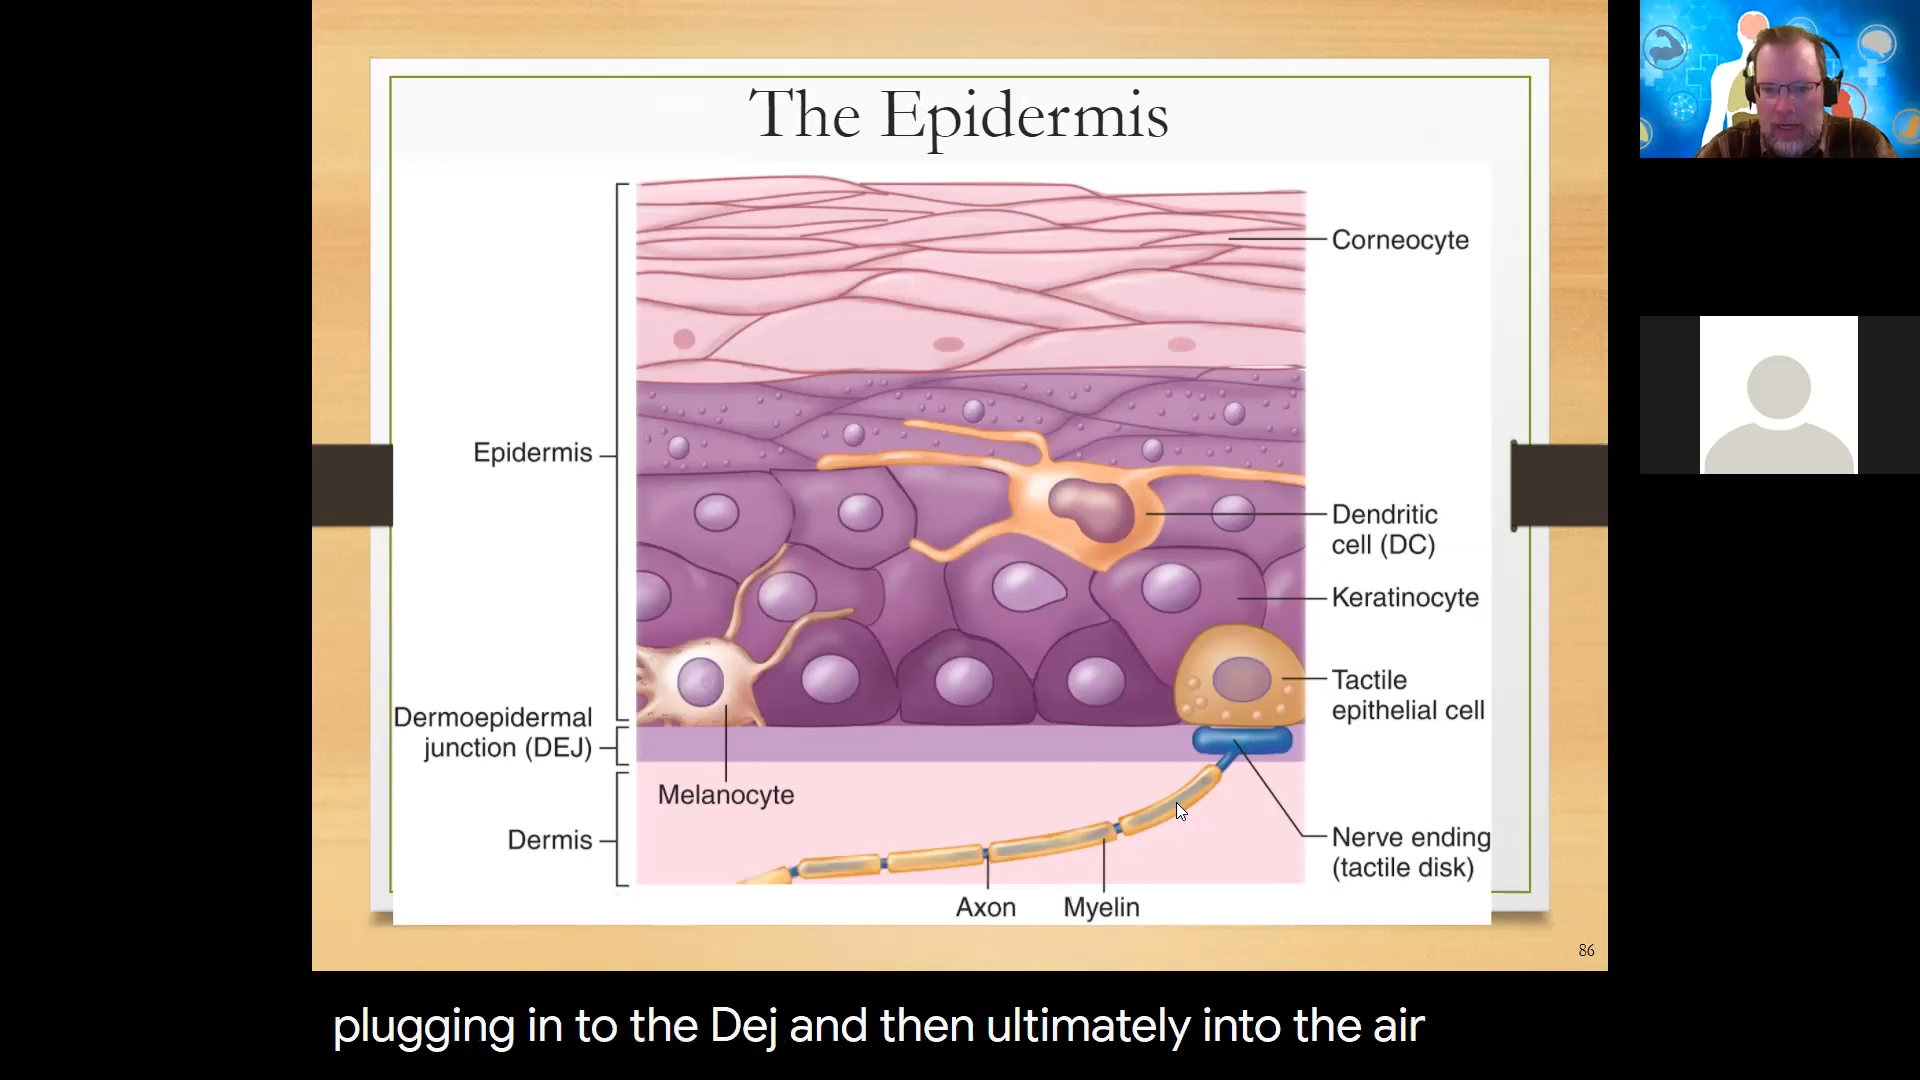 The Epidermis
Corneocyte
Epidermis
Dendritic
cell (DC)
Keratinocyte
Tactile
epithelial cell
Dermoepidermal
junction (DEJ)
Melanocyte
Dermis
Nerve ending
(tactile disk)
Axon
Myelin
86
plugging in to the Dej and then ultimately into the air